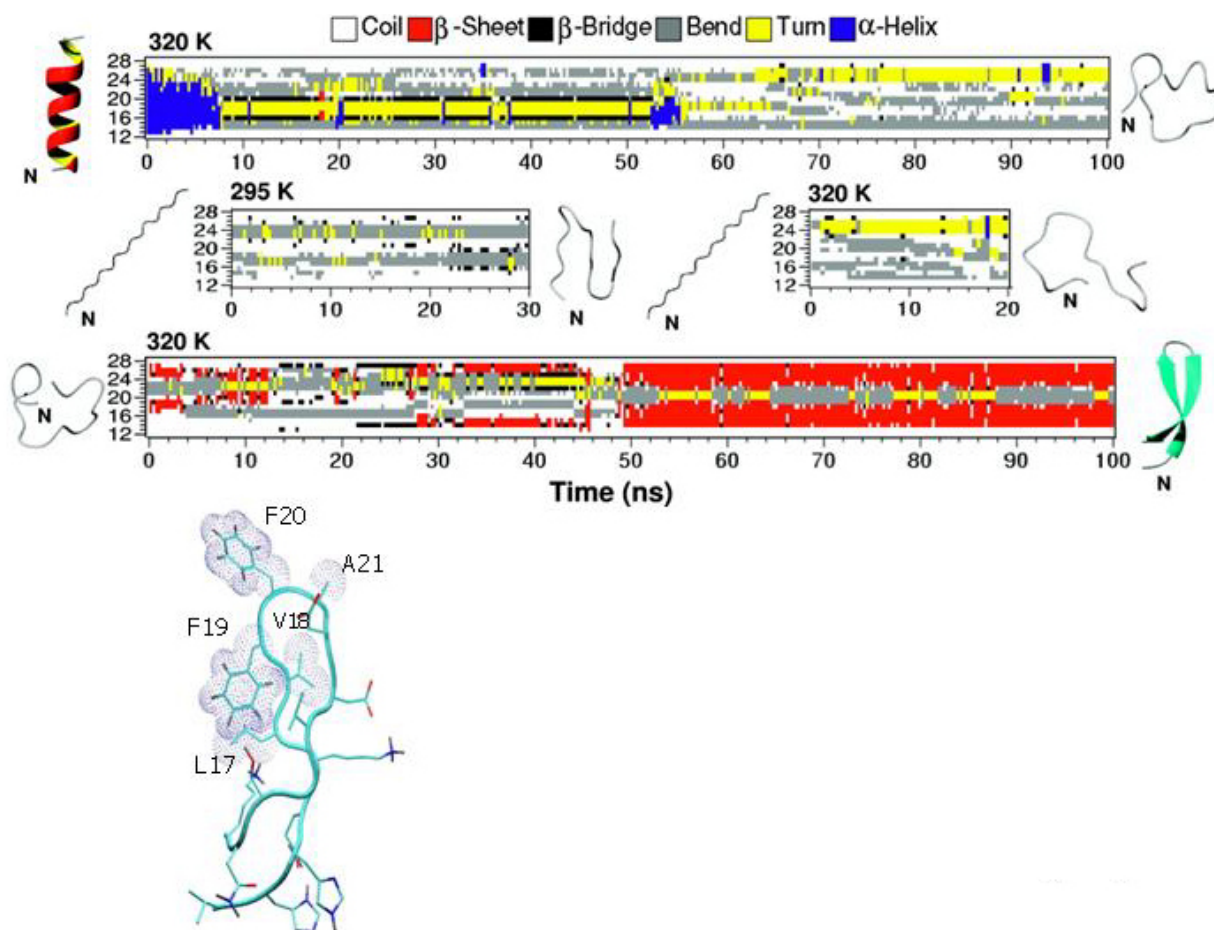 Coil β-Sheet β-Bridge Bend Turn α-Helix
320 K
28
24
20
16
12
0 10 20 30 40 50 60 70 80 90 100
N
N
295 K
28
24
20
16
12
0 10 20 30
N
N
320 K
28
24
20
16
12
0 10 20
N
N
320 K
28
24
20
16
12
0 10 20 30 40 50 60 70 80 90 100
N
N
Time (ns)
F20
A21
V18
F19
L17